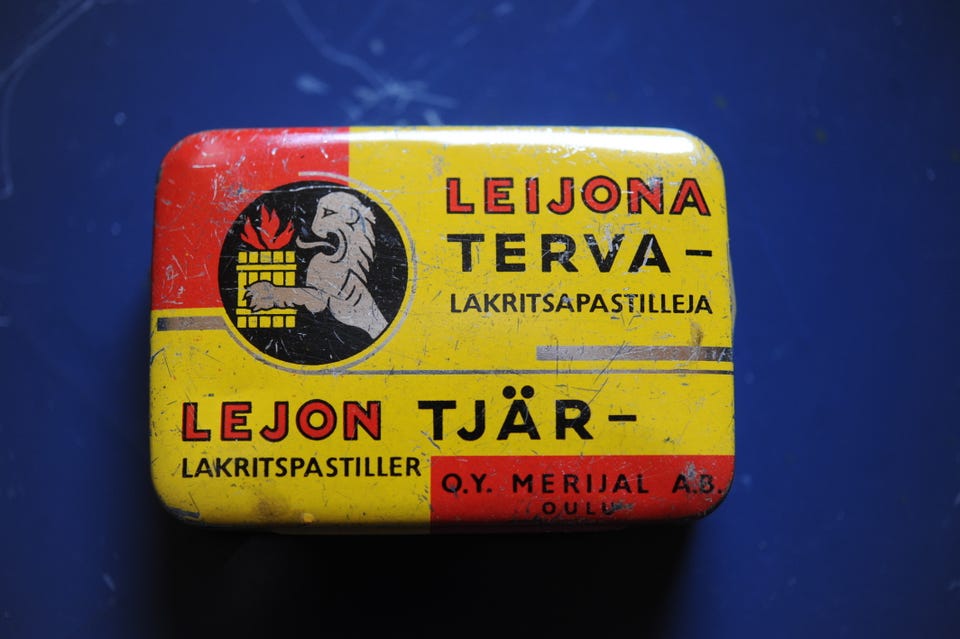 LEIJONA
TERVA-
LAKRITSAPASTILLEJA
LEJON TJÄR-
LAKRITSPASTILLER
O.Y. MERIJAL A.B.
OULU